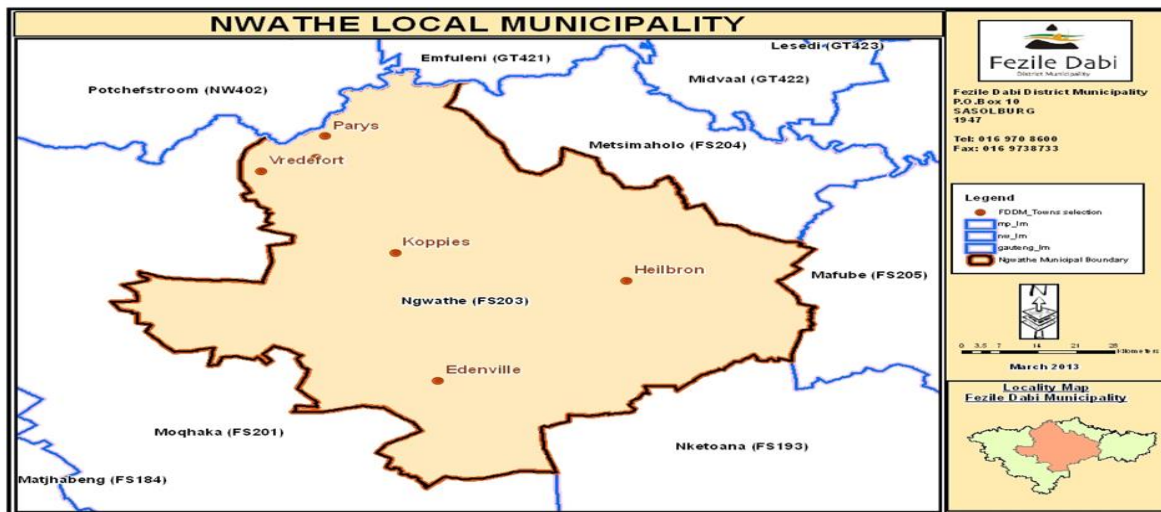 NWATHE LOCAL MUNICIPALITY
Lesedi (GT423)
Emfuleni (GT421)
Midvaal (GT422)
Potchefstroom (NW402)
Parys
Metsimaholo (FS204)
Vredefort
Koppies
Heilbron
Mafube (FS205)
Ngwathe (FS203)
Edenville
Moqhaka (FS201)
Nketoana (FS193)
Matjhabeng (FS184)
Fezile Dabi
District Municipality
Fezile Dabi District Municipality
P.O.Box 10
SASOLBURG
1947
Tel: 016 970 8600
Fax: 016 9738733
Legend
FDDM_Towns selection
mp_lm
nw_lm
gauteng_lm
Ngwathe Municipal Boundary
N
0 3.5 7 14 21 28
Kilometers
March 2013
Locality Map
Fezile Dabi Municipality